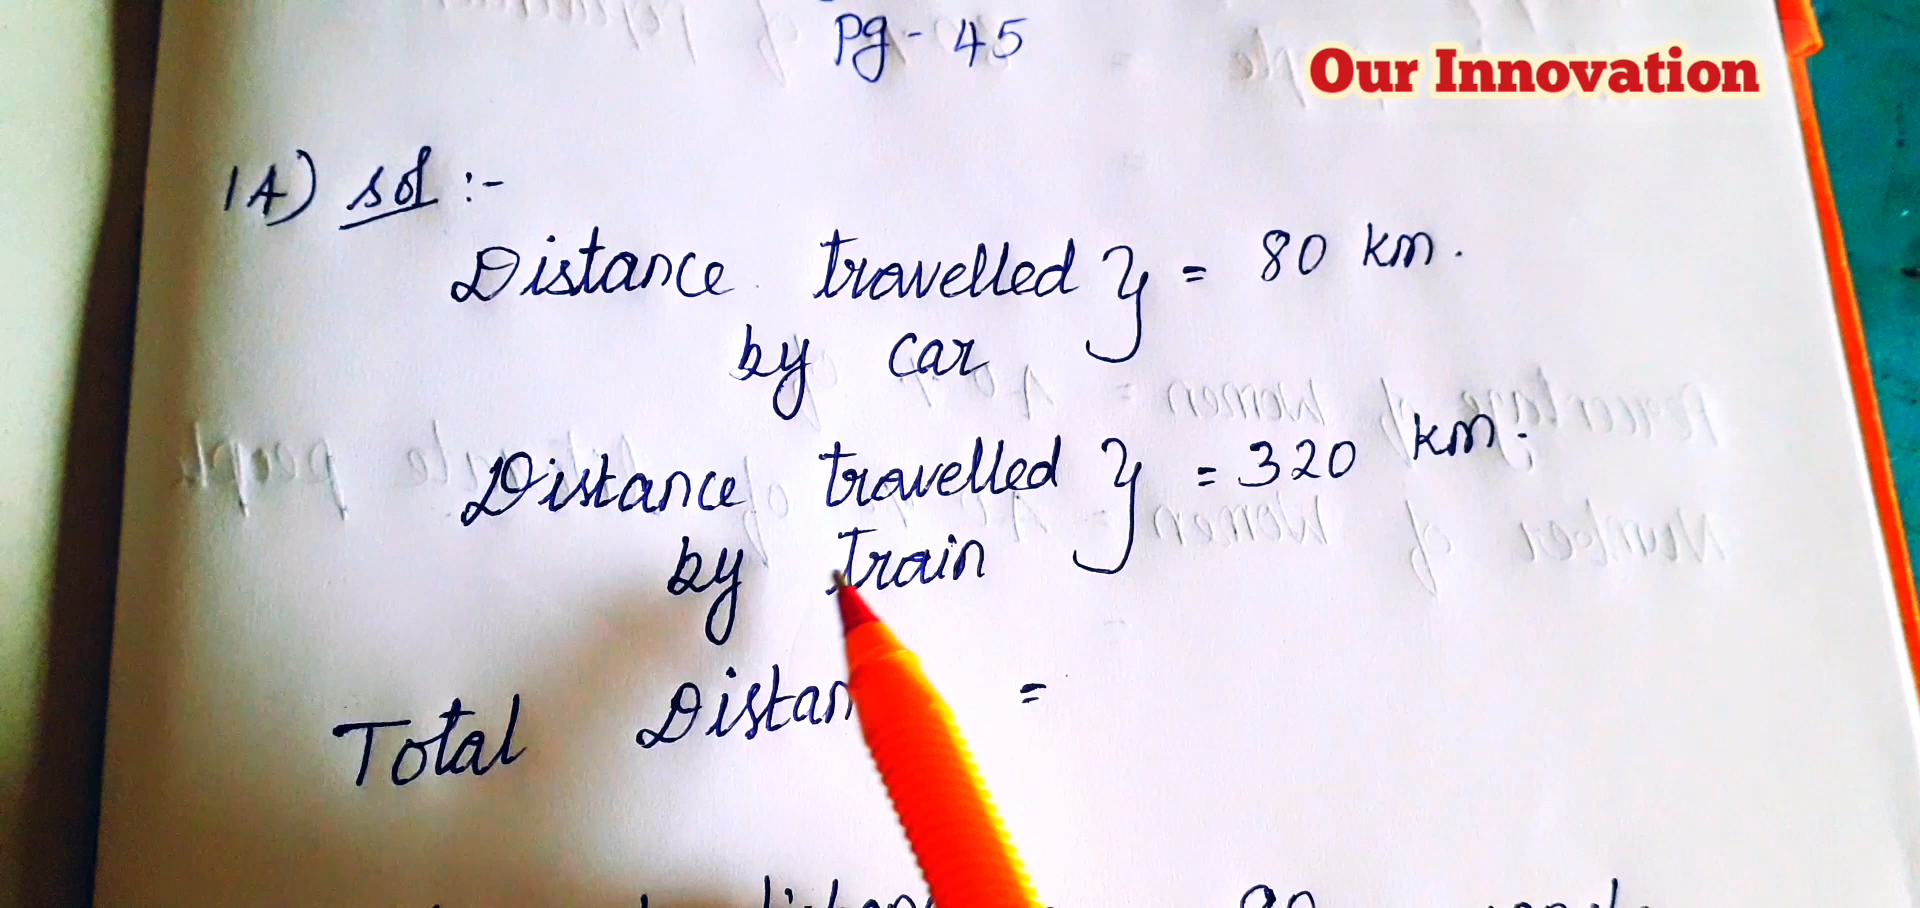 Pg - 45
Our Innovation
1A) sol :-
Distance travelled } = 80 km.
by car
Distance travelled } = 320 km.
by Train
Total Distan =